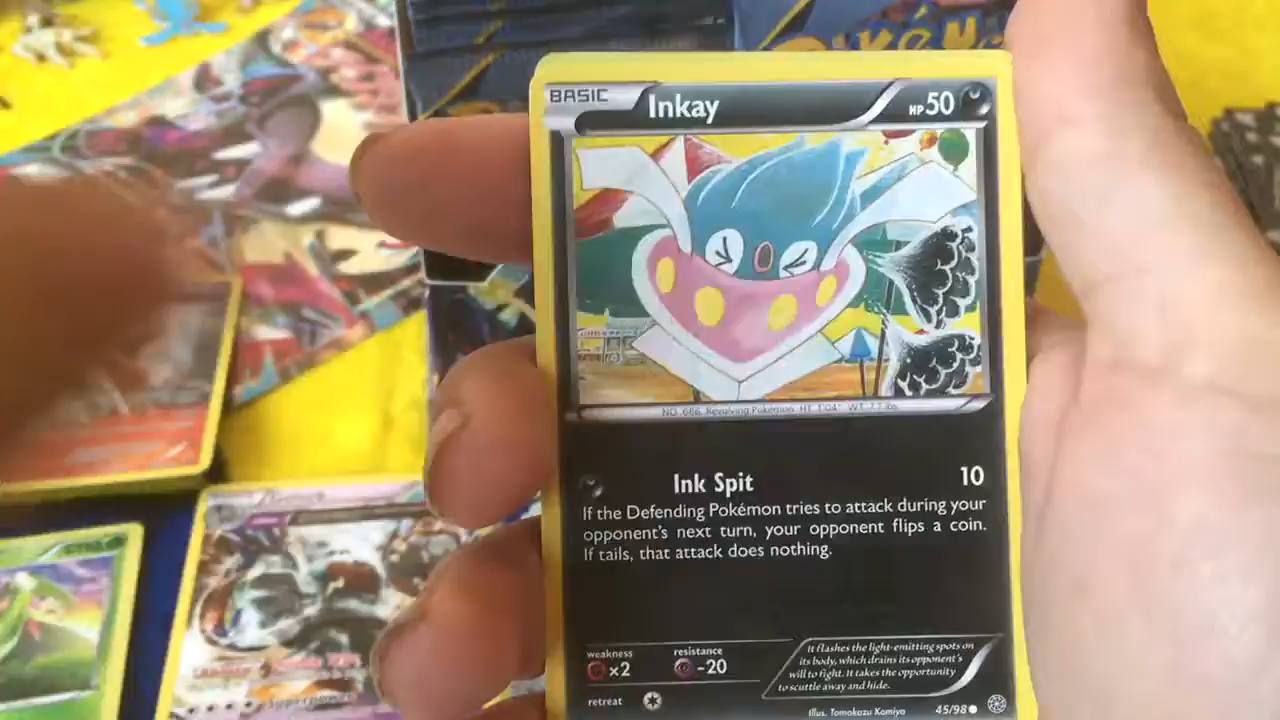 Pokémon
BASIC
Inkay
HP50
NO. 686 Revolving Pokémon HT 1'04" WT 7.7 lbs.
Ink Spit 10
If the Defending Pokémon tries to attack during your
opponent's next turn, your opponent flips a coin.
If tails, that attack does nothing.
weakness
x2
resistance
-20
retreat
It flashes the light-emitting spots on
its body, which drains its opponent's
will to fight. It takes the opportunity
to scuttle away and hide.
Illus. Tomokazu Komiya
45/98
Superpower